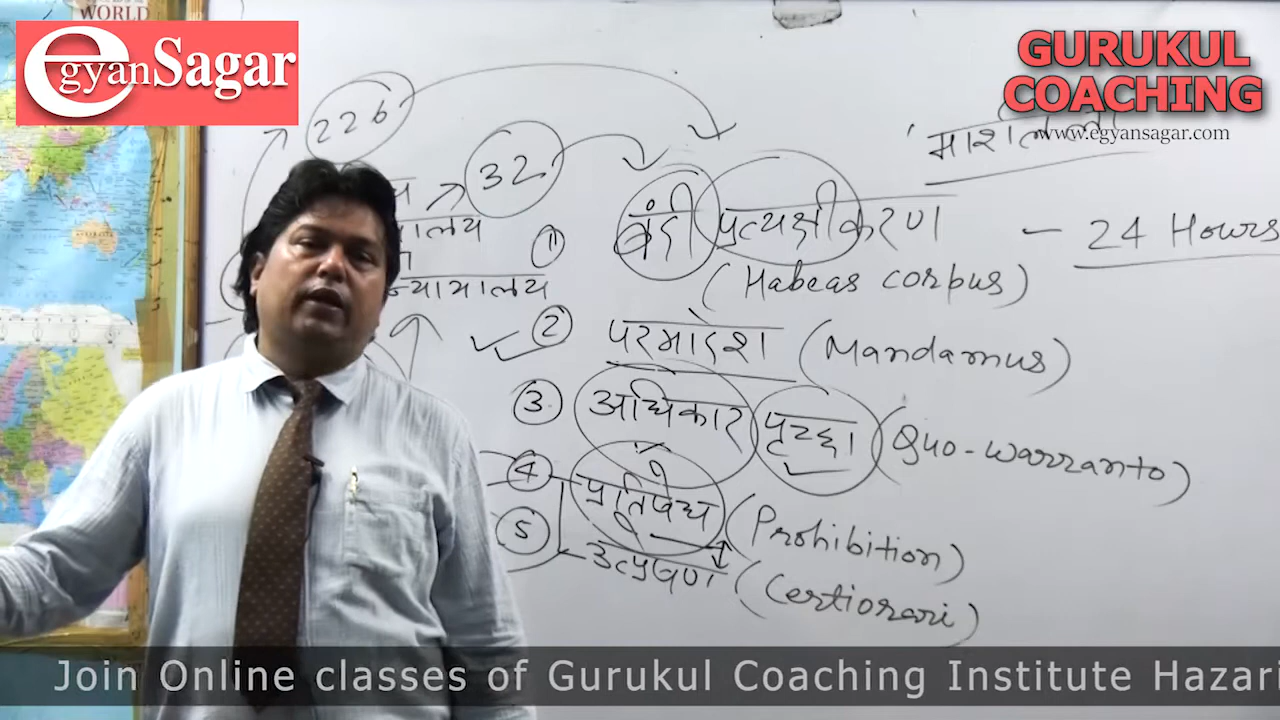 WORLD
egyanSagar
GURUKUL
COACHING
www.egyansagar.com
226
32
न्यायालय
① बंदी प्रत्यक्षीकरण - 24 Hours
(Habeas corpus)
② परमादेश (Mandamus)
③ अधिकार पृच्छा (Quo-warranto)
④ प्रतिषेध (Prohibition)
⑤ उत्प्रेषण (Certiorari)
Join Online classes of Gurukul Coaching Institute Hazari